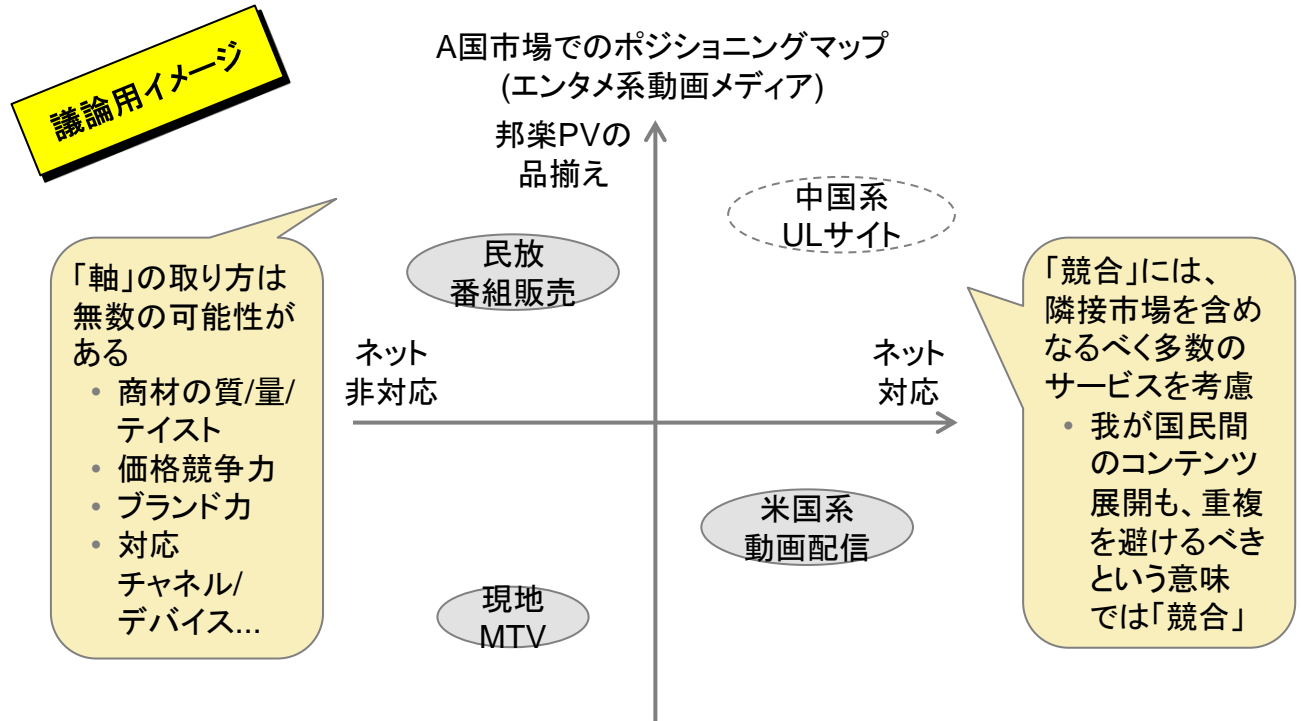 議論用イメージ
A国市場でのポジショニングマップ
(エンタメ系動画メディア)
邦楽PVの
品揃え
中国系
ULサイト
民放
番組販売
ネット
非対応
ネット
対応
米国系
動画配信
現地
MTV
「軸」の取り方は
無数の可能性が
ある
• 商材の質/量/
テイスト
• 価格競争力
• ブランド力
• 対応
チャネル/
デバイス...
「競合」には、
隣接市場を含め
なるべく多数の
サービスを考慮
• 我が国民間
のコンテンツ
展開も、重複
を避けるべき
という意味
では「競合」